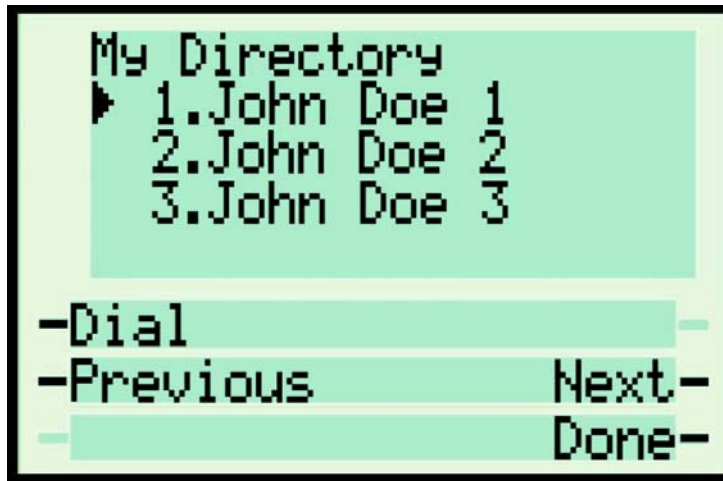 My Directory
1.John Doe 1
2.John Doe 2
3.John Doe 3
Dial
Previous Next
Done